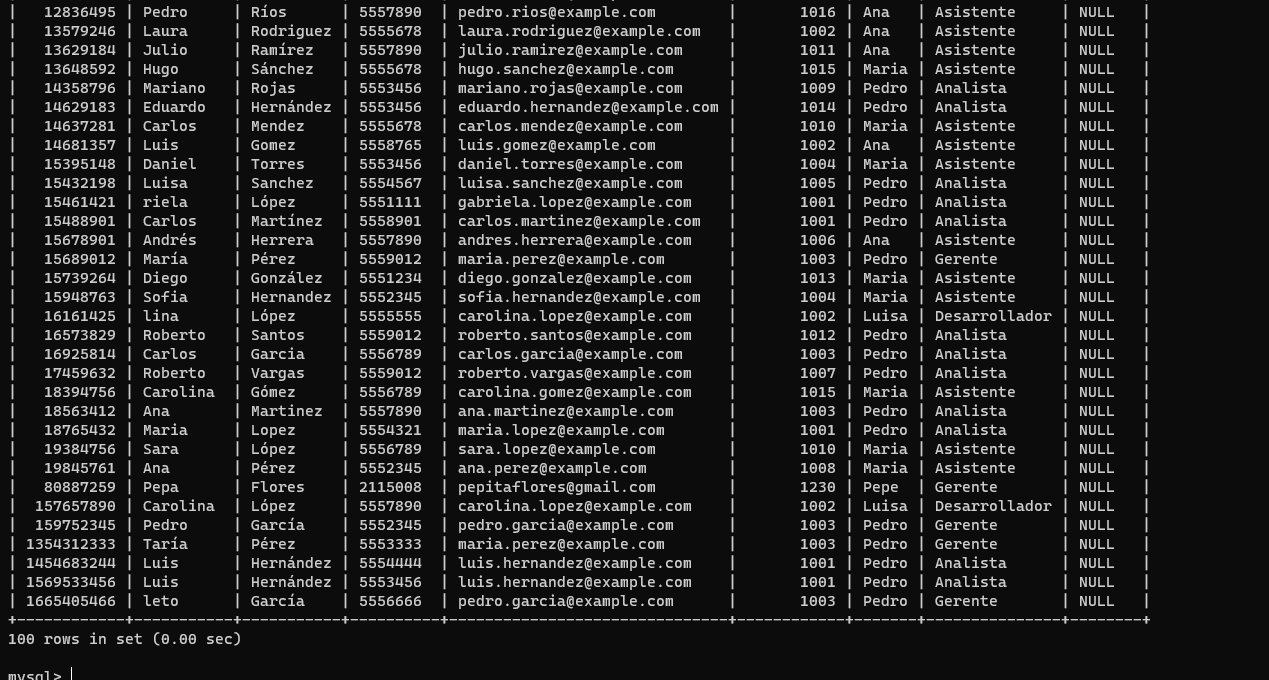 | 12836495 | Pedro | Ríos | 5557890 | pedro.rios@example.com | 1016 | Ana | Asistente | NULL |
| 13579246 | Laura | Rodriguez | 5555678 | laura.rodriguez@example.com | 1002 | Ana | Asistente | NULL |
| 13629184 | Julio | Ramírez | 5557890 | julio.ramirez@example.com | 1011 | Ana | Asistente | NULL |
| 13648592 | Hugo | Sánchez | 5555678 | hugo.sanchez@example.com | 1015 | Maria | Asistente | NULL |
| 14358796 | Mariano | Rojas | 5553456 | mariano.rojas@example.com | 1009 | Pedro | Analista | NULL |
| 14629183 | Eduardo | Hernández | 5553456 | eduardo.hernandez@example.com | 1014 | Pedro | Analista | NULL |
| 14637281 | Carlos | Mendez | 5555678 | carlos.mendez@example.com | 1010 | Maria | Asistente | NULL |
| 14681357 | Luis | Gomez | 5558765 | luis.gomez@example.com | 1002 | Ana | Asistente | NULL |
| 15395148 | Daniel | Torres | 5553456 | daniel.torres@example.com | 1004 | Maria | Asistente | NULL |
| 15432198 | Luisa | Sanchez | 5554567 | luisa.sanchez@example.com | 1005 | Pedro | Analista | NULL |
| 15461421 | riela | López | 5551111 | gabriela.lopez@example.com | 1001 | Pedro | Analista | NULL |
| 15488901 | Carlos | Martínez | 5558901 | carlos.martinez@example.com | 1001 | Pedro | Analista | NULL |
| 15678901 | Andrés | Herrera | 5557890 | andres.herrera@example.com | 1006 | Ana | Asistente | NULL |
| 15689012 | María | Pérez | 5559012 | maria.perez@example.com | 1003 | Pedro | Gerente | NULL |
| 15739264 | Diego | González | 5551234 | diego.gonzalez@example.com | 1013 | Maria | Asistente | NULL |
| 15948763 | Sofia | Hernandez | 5552345 | sofia.hernandez@example.com | 1004 | Maria | Asistente | NULL |
| 16161425 | lina | López | 5555555 | carolina.lopez@example.com | 1002 | Luisa | Desarrollador | NULL |
| 16573829 | Roberto | Santos | 5559012 | roberto.santos@example.com | 1012 | Pedro | Analista | NULL |
| 16925814 | Carlos | Garcia | 5556789 | carlos.garcia@example.com | 1003 | Pedro | Analista | NULL |
| 17459632 | Roberto | Vargas | 5559012 | roberto.vargas@example.com | 1007 | Pedro | Analista | NULL |
| 18394756 | Carolina | Gómez | 5556789 | carolina.gomez@example.com | 1015 | Maria | Asistente | NULL |
| 18563412 | Ana | Martinez | 5557890 | ana.martinez@example.com | 1003 | Pedro | Analista | NULL |
| 18765432 | Maria | Lopez | 5554321 | maria.lopez@example.com | 1001 | Pedro | Analista | NULL |
| 19384756 | Sara | López | 5556789 | sara.lopez@example.com | 1010 | Maria | Asistente | NULL |
| 19845761 | Ana | Pérez | 5552345 | ana.perez@example.com | 1008 | Maria | Asistente | NULL |
| 80887259 | Pepa | Flores | 2115008 | pepitaflores@gmail.com | 1230 | Pepe | Gerente | NULL |
| 157657890 | Carolina | López | 5557890 | carolina.lopez@example.com | 1002 | Luisa | Desarrollador | NULL |
| 159752345 | Pedro | García | 5552345 | pedro.garcia@example.com | 1003 | Pedro | Gerente | NULL |
| 1354312333 | Taría | Pérez | 5553333 | maria.perez@example.com | 1003 | Pedro | Gerente | NULL |
| 1454683244 | Luis | Hernández | 5554444 | luis.hernandez@example.com | 1001 | Pedro | Analista | NULL |
| 1569533456 | Luis | Hernández | 5553456 | luis.hernandez@example.com | 1001 | Pedro | Analista | NULL |
| 1665405466 | leto | García | 5556666 | pedro.garcia@example.com | 1003 | Pedro | Gerente | NULL |
+------------+-----------+-----------+----------+-------------------------------+------------+-------+---------------+--------+
100 rows in set (0.00 sec)
mysql>